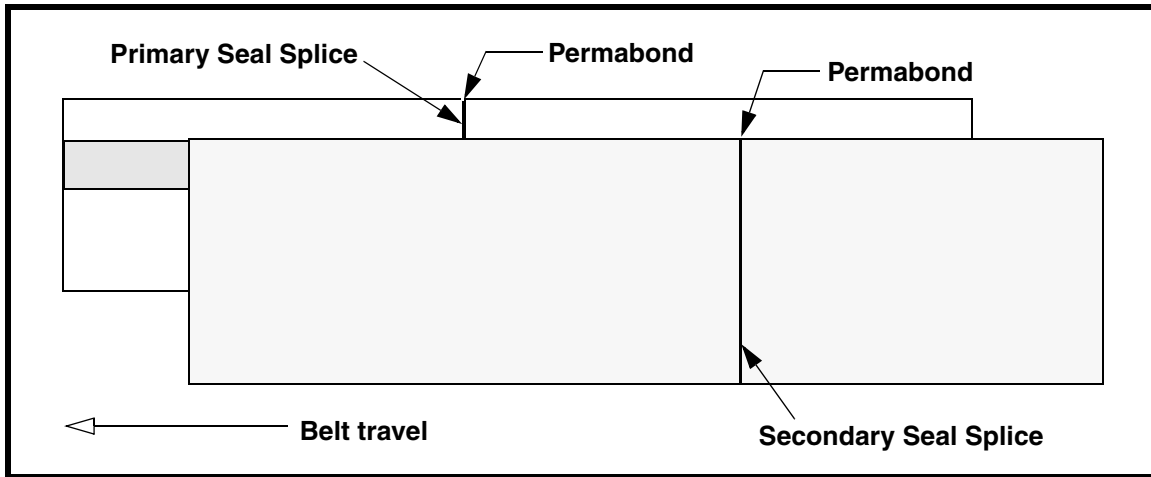 Primary Seal Splice
Permabond
Permabond
Belt travel
Secondary Seal Splice